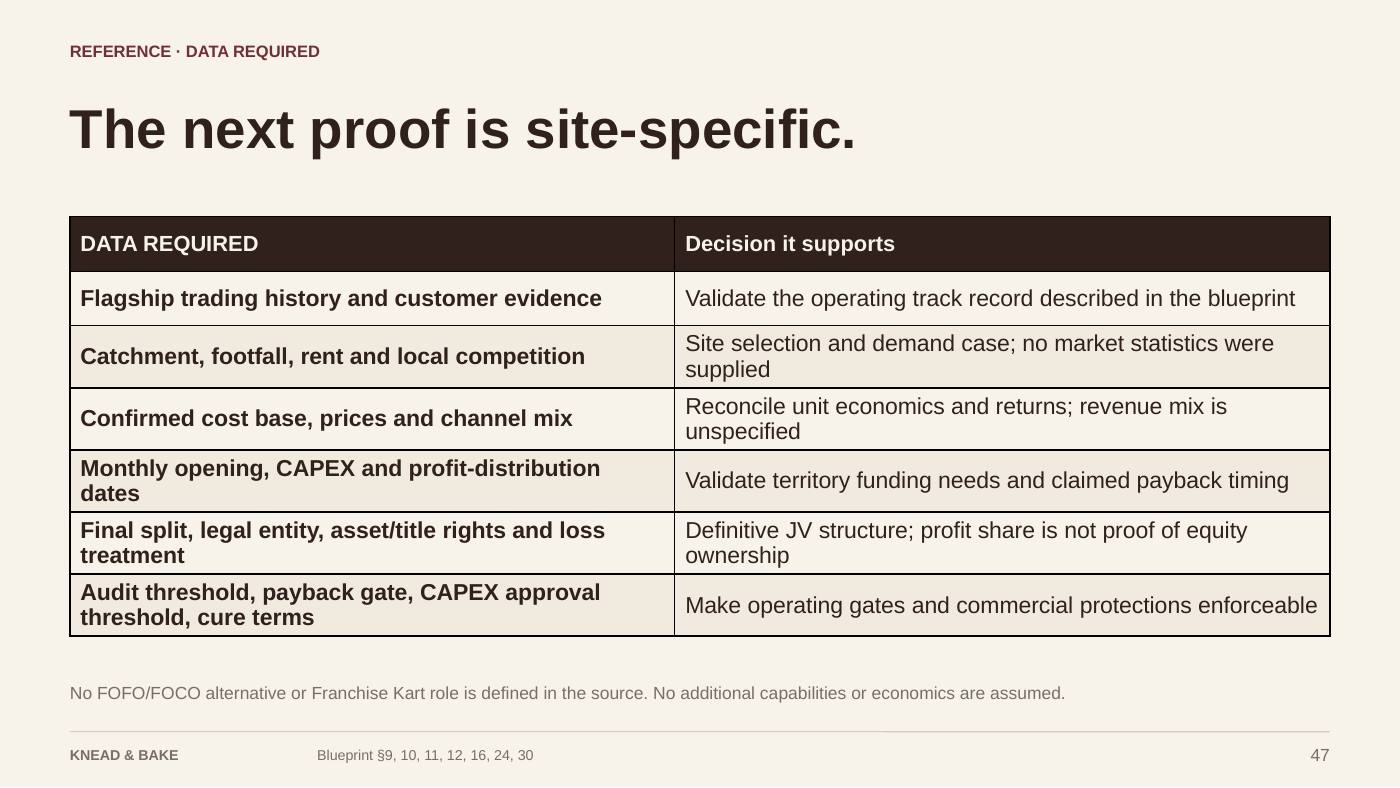 REFERENCE · DATA REQUIRED
The next proof is site-specific.
DATA REQUIRED
Decision it supports
Flagship trading history and customer evidence
Validate the operating track record described in the blueprint
Catchment, footfall, rent and local competition
Site selection and demand case; no market statistics were
supplied
Confirmed cost base, prices and channel mix
Reconcile unit economics and returns; revenue mix is
unspecified
Monthly opening, CAPEX and profit-distribution
dates
Validate territory funding needs and claimed payback timing
Final split, legal entity, asset/title rights and loss
treatment
Definitive JV structure; profit share is not proof of equity
ownership
Audit threshold, payback gate, CAPEX approval
threshold, cure terms
Make operating gates and commercial protections enforceable
No FOFO/FOCO alternative or Franchise Kart role is defined in the source. No additional capabilities or economics are assumed.
KNEAD & BAKE
Blueprint §9, 10, 11, 12, 16, 24, 30
47